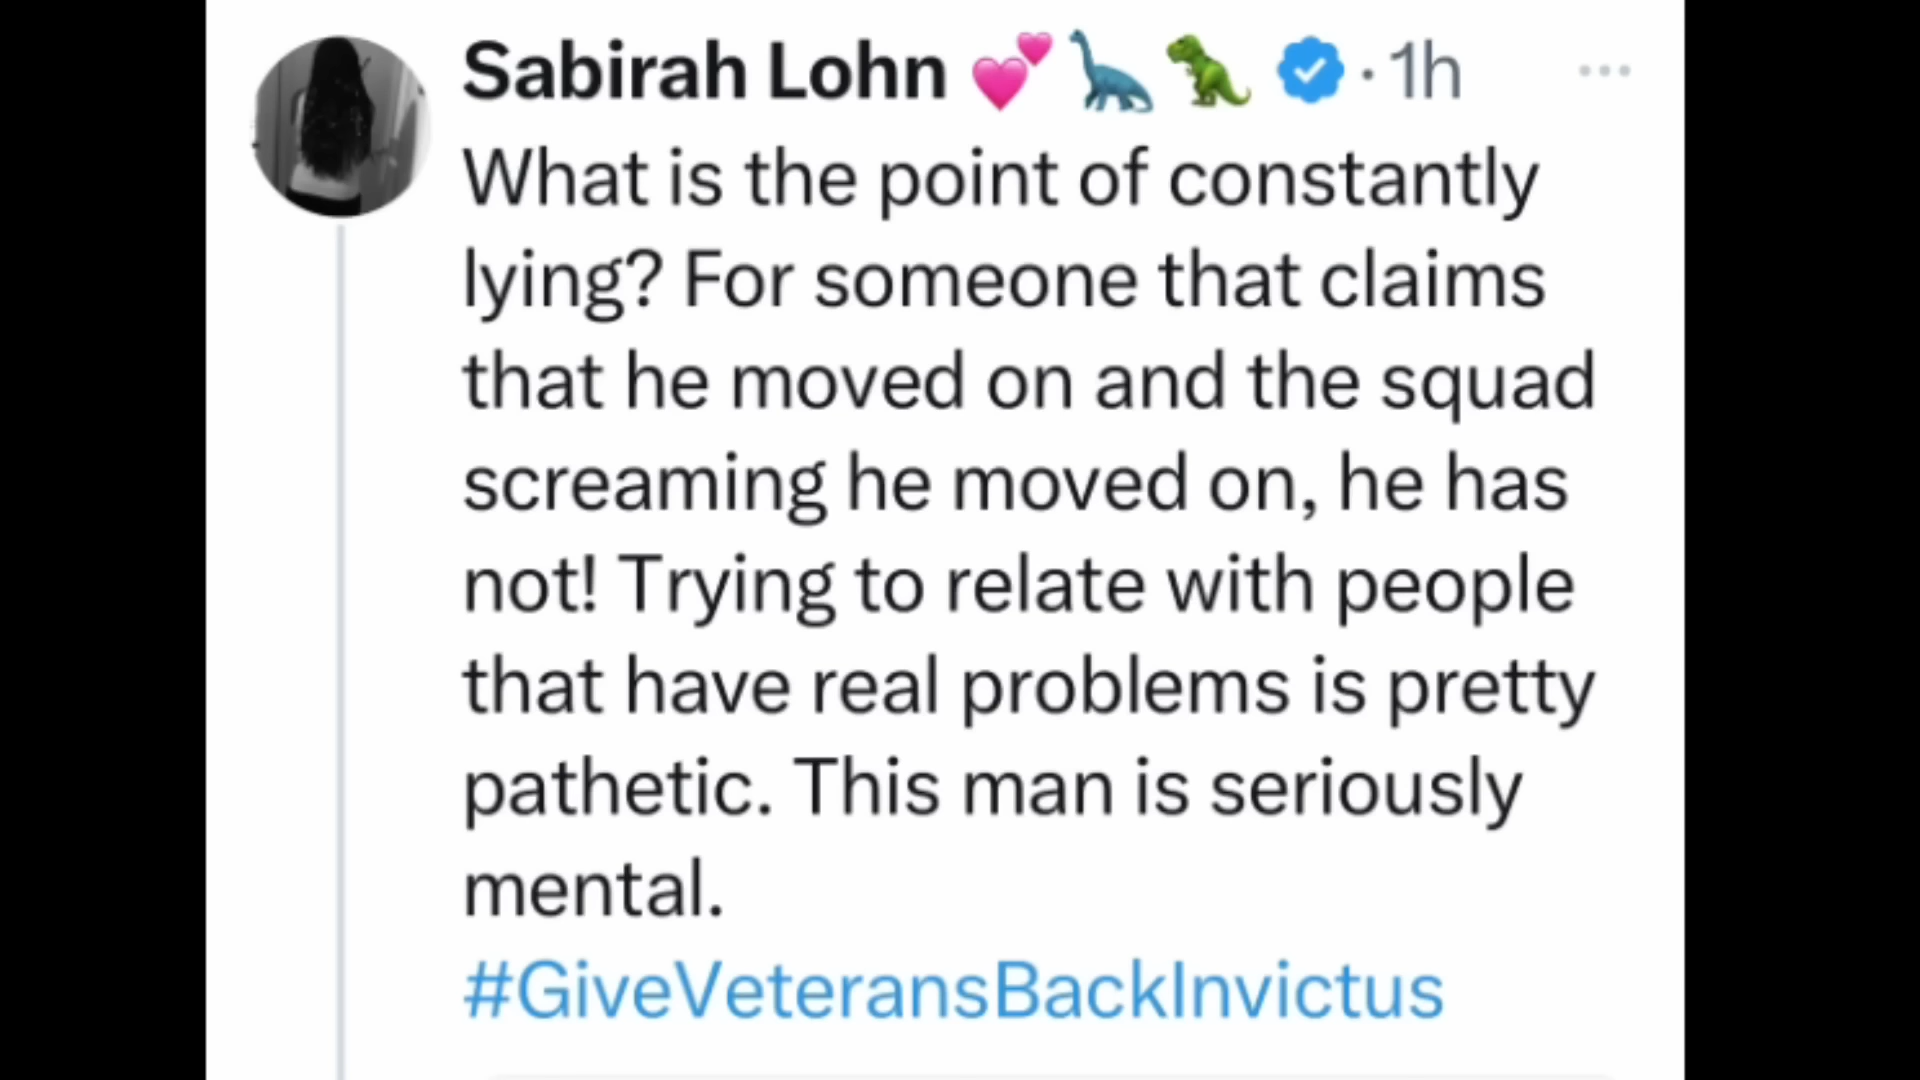 Sabirah Lohn 💕🦕🦖 · 1h
What is the point of constantly
lying? For someone that claims
that he moved on and the squad
screaming he moved on, he has
not! Trying to relate with people
that have real problems is pretty
pathetic. This man is seriously
mental.
#GiveVeteransBackInvictus